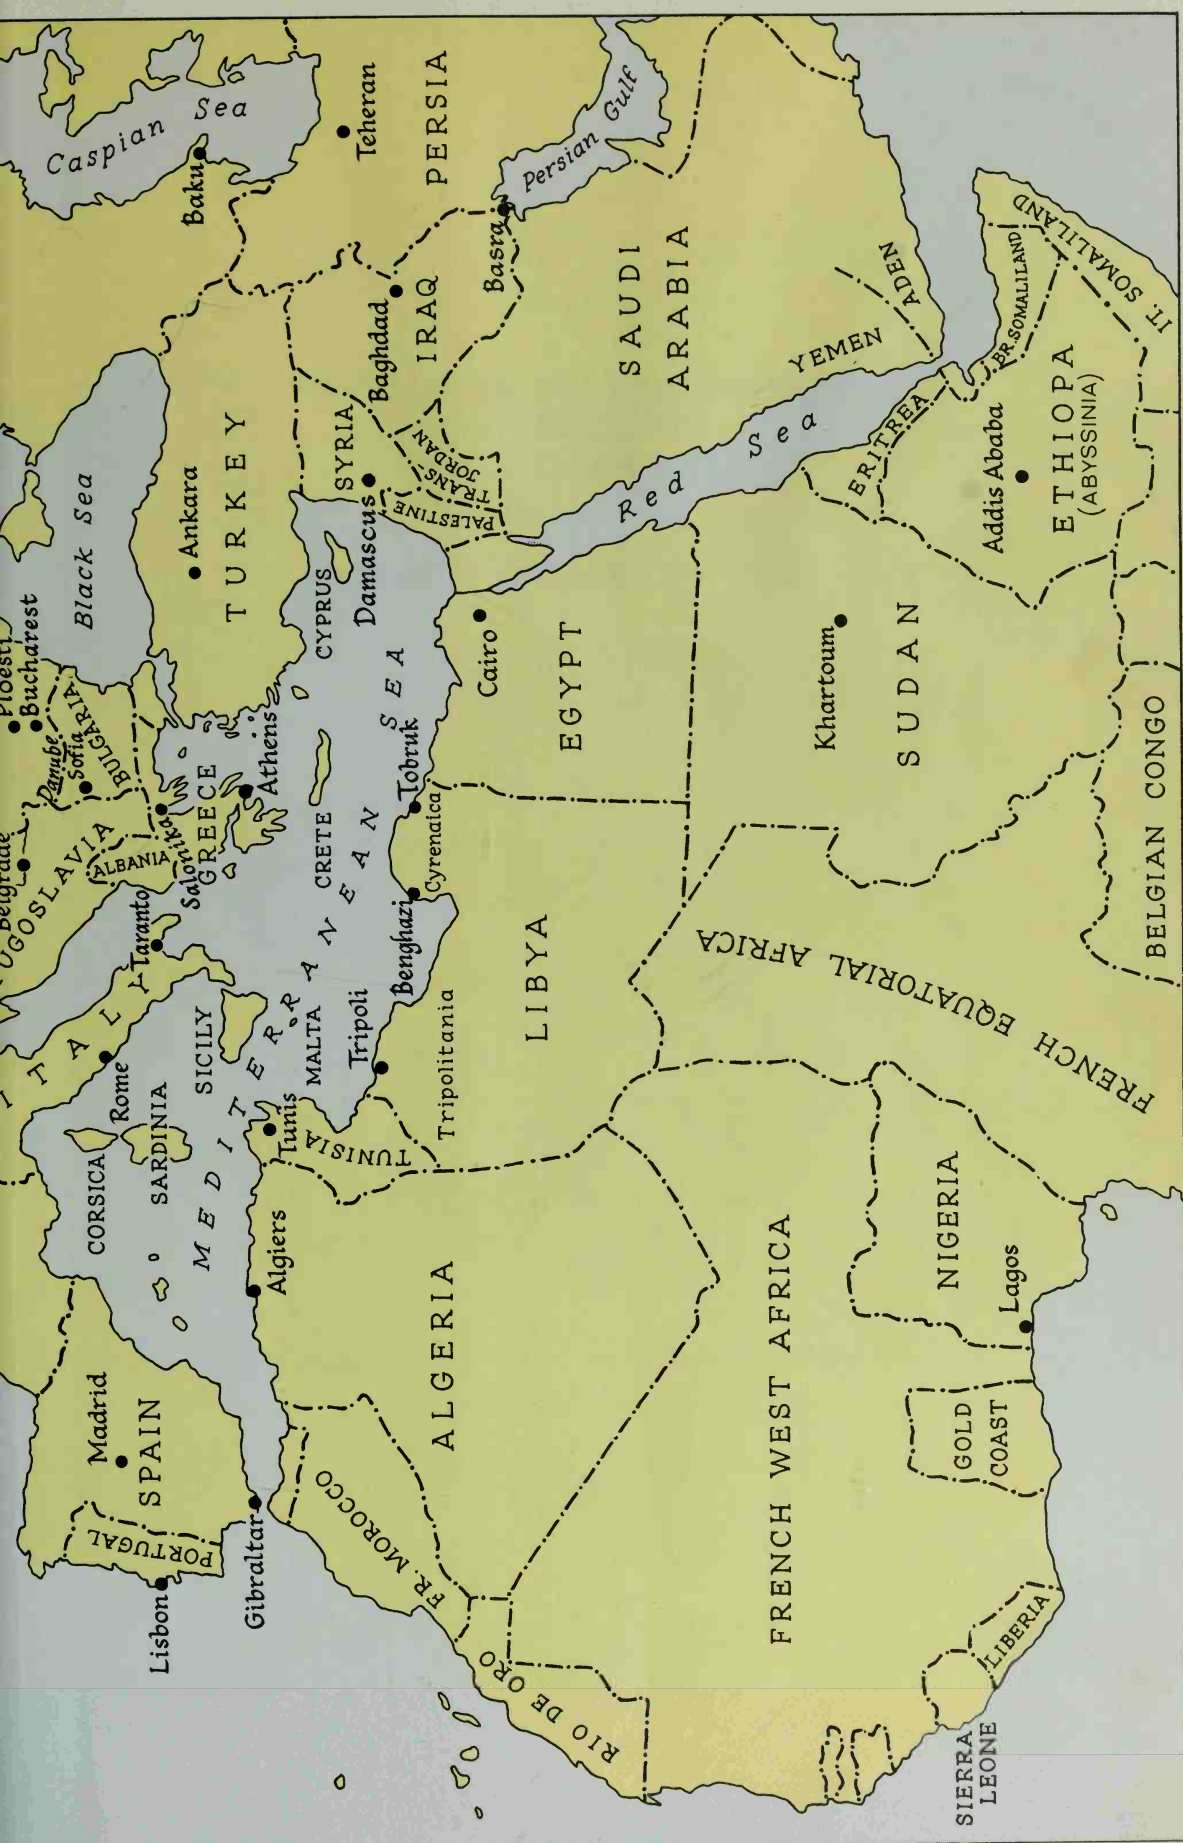 Caspian Sea
Baku
Teheran
PERSIA
Persian Gulf
Basra
Baghdad
IRAQ
SAUDI
ARABIA
YEMEN
ADEN
IT. SOMALILAND
BR. SOMALILAND
ERITREA
Addis Ababa
ETHIOPA
(ABYSSINIA)
Black Sea
Ankara
TURKEY
SYRIA
Damascus
TRANS
JORDAN
PALESTINE
CYPRUS
Red Sea
Ploesti
Bucharest
Danube
Sofia
BULGARIA
Belgrade
UGOSLAVIA
ALBANIA
Salonika
GREECE
Athens
CRETE
MEDITERRANEAN SEA
Cairo
EGYPT
Tobruk
Cyrenaica
Benghazi
LIBYA
Khartoum
SUDAN
BELGIAN CONGO
FRENCH EQUATORIAL AFRICA
Taranto
ITALY
Rome
SICILY
MALTA
Tripoli
Tripolitania
CORSICA
SARDINIA
Tunis
TUNISIA
Algiers
ALGERIA
NIGERIA
Lagos
FRENCH WEST AFRICA
GOLD
COAST
Madrid
SPAIN
PORTUGAL
Lisbon
Gibraltar
FR. MOROCCO
RIO DE ORO
LIBERIA
SIERRA
LEONE